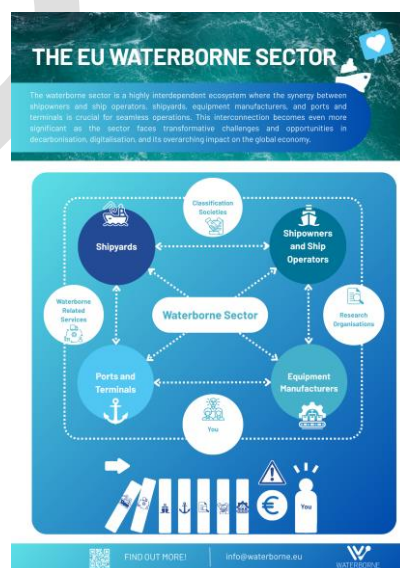 THE EU WATERBORNE SECTOR
The waterborne sector is a highly interdependent ecosystem where the synergy between
shipowners and ship operators, shipyards, equipment manufacturers, and ports and
terminals is crucial for seamless operations. This interconnection becomes even more
significant as the sector faces transformative challenges and opportunities in
decarbonisation, digitalisation, and its overarching impact on the global economy.
Classification
Societies
Shipyards
Shipowners
and Ship
Operators
Waterborne
Related
Services
Waterborne Sector
Research
Organisations
Ports and
Terminals
Equipment
Manufacturers
You
€
You
FIND OUT MORE!
info@waterborne.eu
WATERBORNE